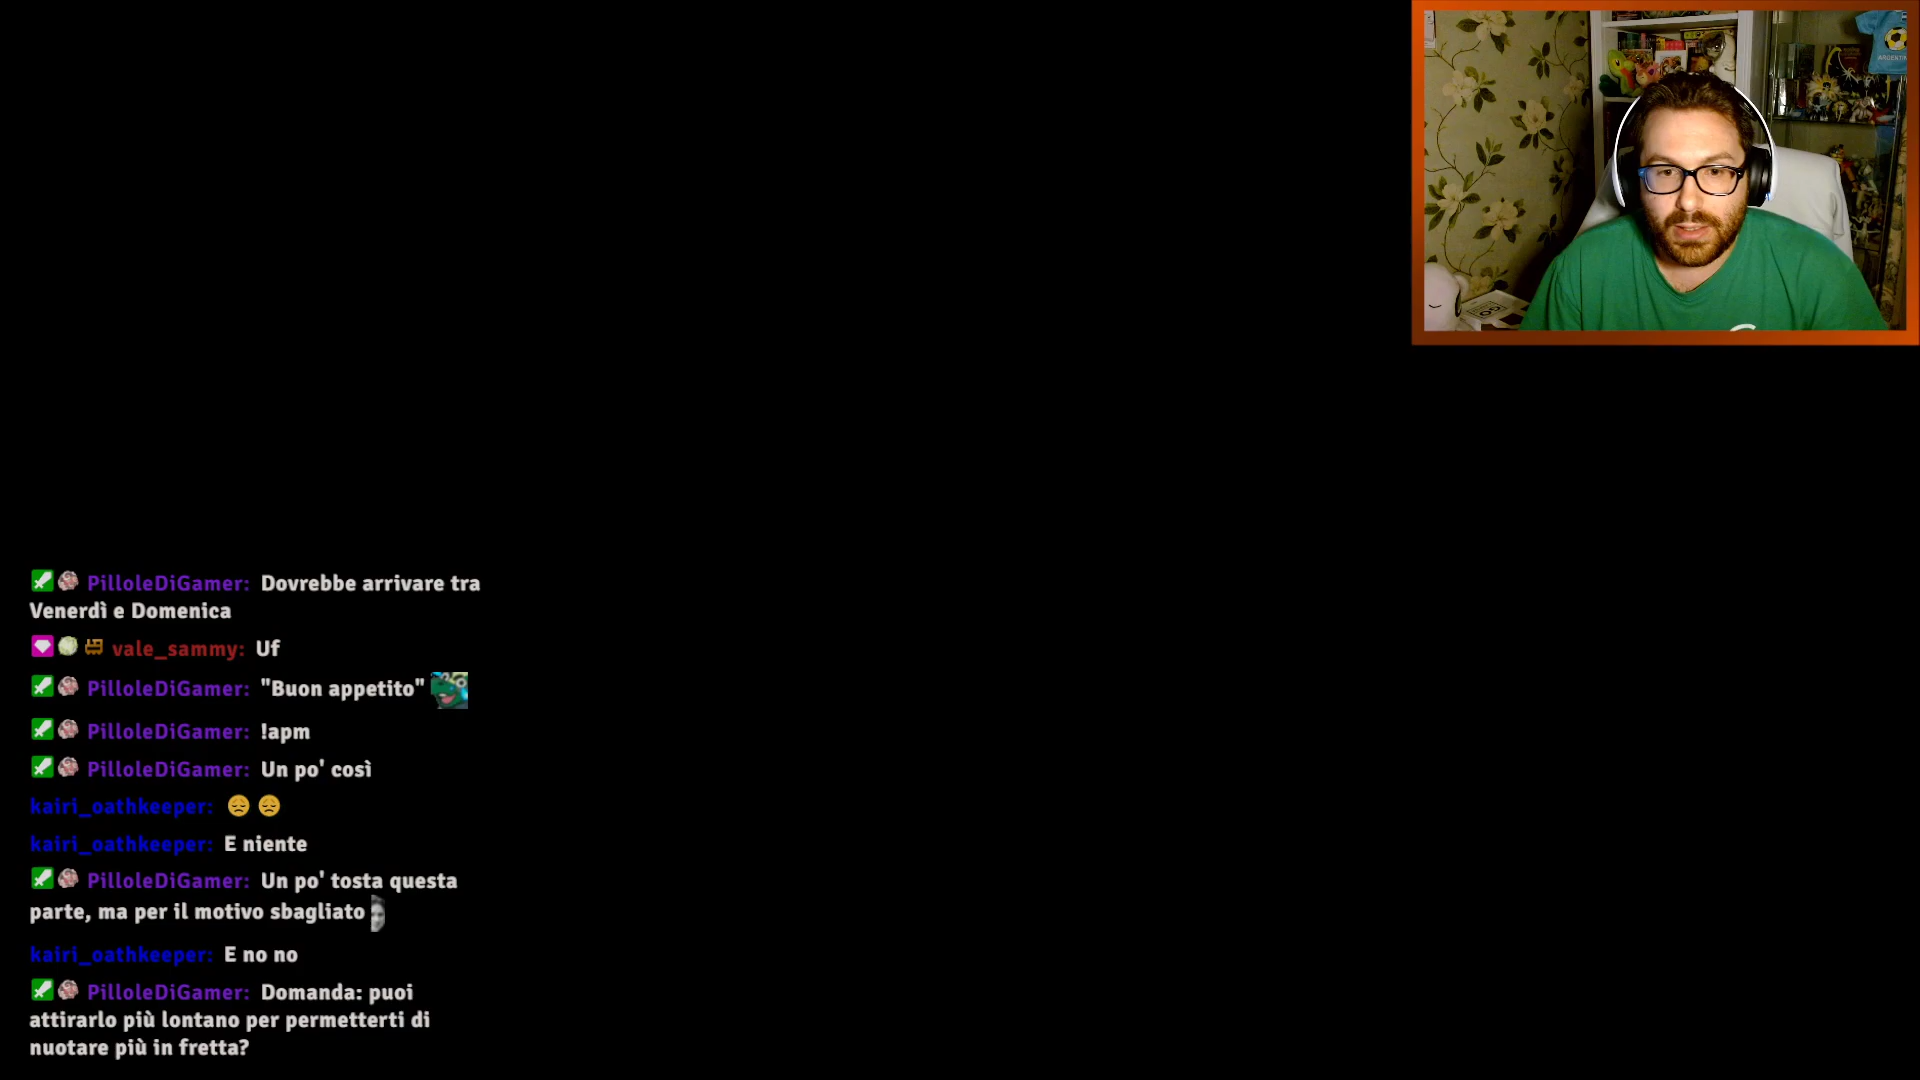 PilloleDiGamer: Dovrebbe arrivare tra
Venerdì e Domenica
vale_sammy: Uf
PilloleDiGamer: "Buon appetito"
PilloleDiGamer: !apm
PilloleDiGamer: Un po' così
kairi_oathkeeper: 😞 😞
kairi_oathkeeper: E niente
PilloleDiGamer: Un po' tosta questa
parte, ma per il motivo sbagliato
kairi_oathkeeper: E no no
PilloleDiGamer: Domanda: puoi
attirarlo più lontano per permetterti di
nuotare più in fretta?